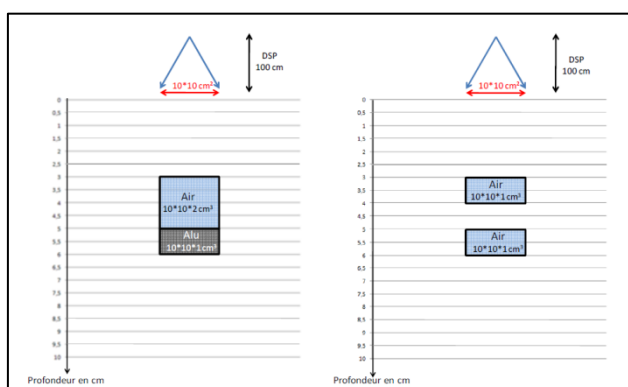 DSP
100 cm
10*10 cm²
0
0,5
1
1,5
2
2,5
3
3,5
4
4,5
5
5,5
6
6,5
7
7,5
8
8,5
9
9,5
10
Air
10*10*2 cm³
Alu
10*10*1 cm³
Profondeur en cm
DSP
100 cm
10*10 cm²
0
0,5
1
1,5
2
2,5
3
3,5
4
4,5
5
5,5
6
6,5
7
7,5
8
8,5
9
9,5
10
Air
10*10*1 cm³
Air
10*10*1 cm³
Profondeur en cm